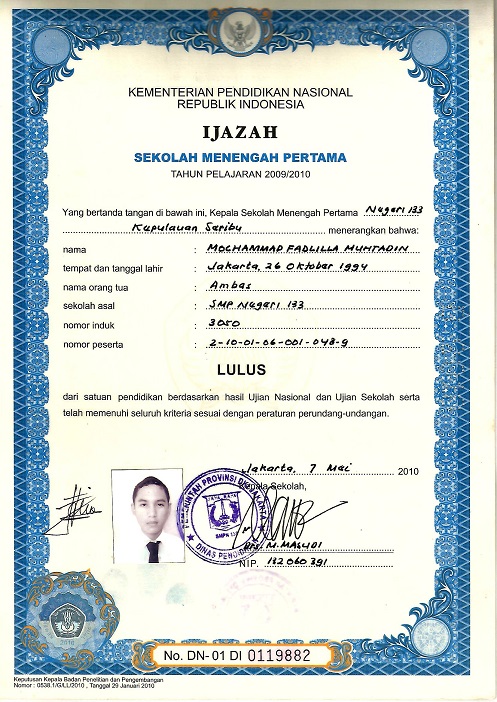 KEMENTERIAN PENDIDIKAN NASIONAL
REPUBLIK INDONESIA
IJAZAH
SEKOLAH MENENGAH PERTAMA
TAHUN PELAJARAN 2009/2010
Yang bertanda tangan di bawah ini, Kepala Sekolah Menengah Pertama Nugeri 133
Kupulauan Seribu menerangkan bahwa:
nama : MOCHAMMAD FADLILLA MUHTADIN
tempat dan tanggal lahir : Jakarta, 26 Oktober 1994
nama orang tua : Ambas
sekolah asal : SMP Nugeri 133
nomor induk : 3050
nomor peserta : 2-10-01-06-001-048-9
LULUS
dari satuan pendidikan berdasarkan hasil Ujian Nasional dan Ujian Sekolah serta
telah memenuhi seluruh kriteria sesuai dengan peraturan perundang-undangan.
Jakarta, 7 Mei 2010
Kepala Sekolah,
PEMERINTAH PROVINSI DKI JAKARTA
JAYA RAYA
SMPN 133
DINAS PENDIDIKAN
Drs. M. MASYDI
NIP. 132060391
No. DN-01 DI 0119882
Keputusan Kepala Badan Penelitian dan Pengembangan
Nomor : 0538.1/G/LL/2010 , Tanggal 29 Januari 2010